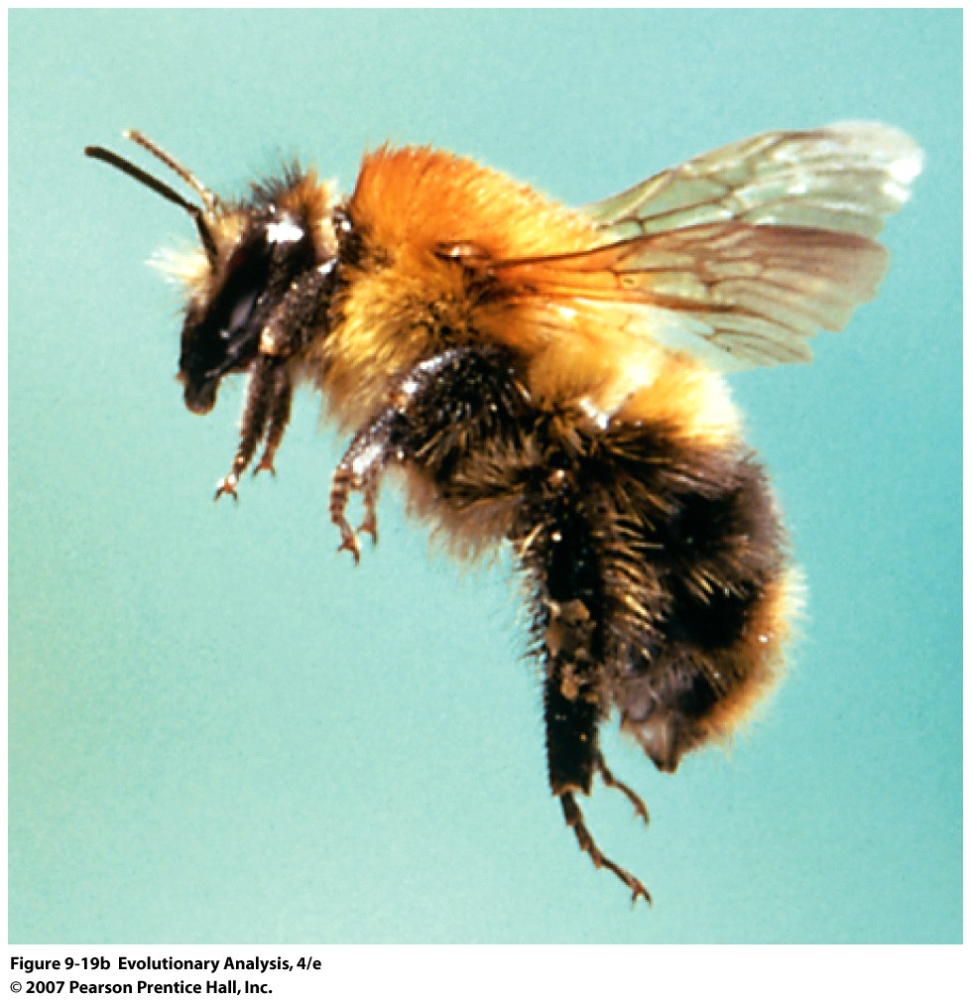 Figure 9-19b Evolutionary Analysis, 4/e
© 2007 Pearson Prentice Hall, Inc.